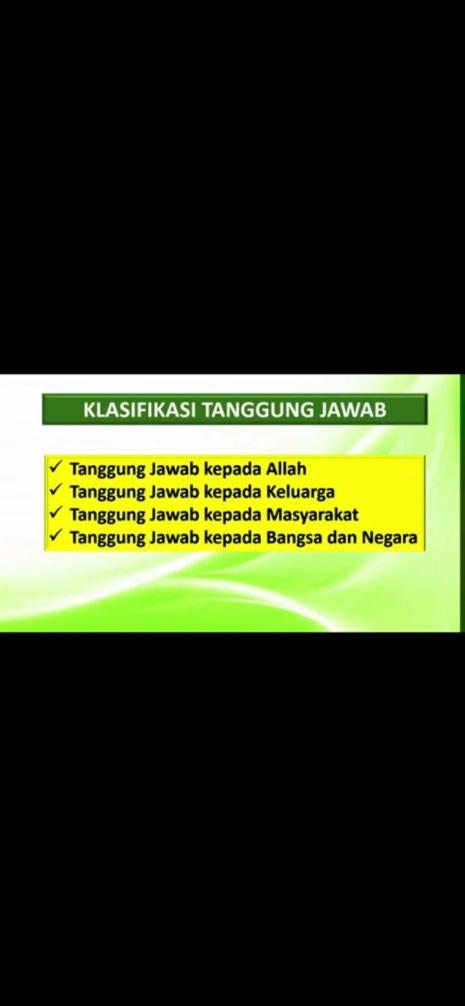 KLASIFIKASI TANGGUNG JAWAB
✓ Tanggung Jawab kepada Allah
✓ Tanggung Jawab kepada Keluarga
✓ Tanggung Jawab kepada Masyarakat
✓ Tanggung Jawab kepada Bangsa dan Negara